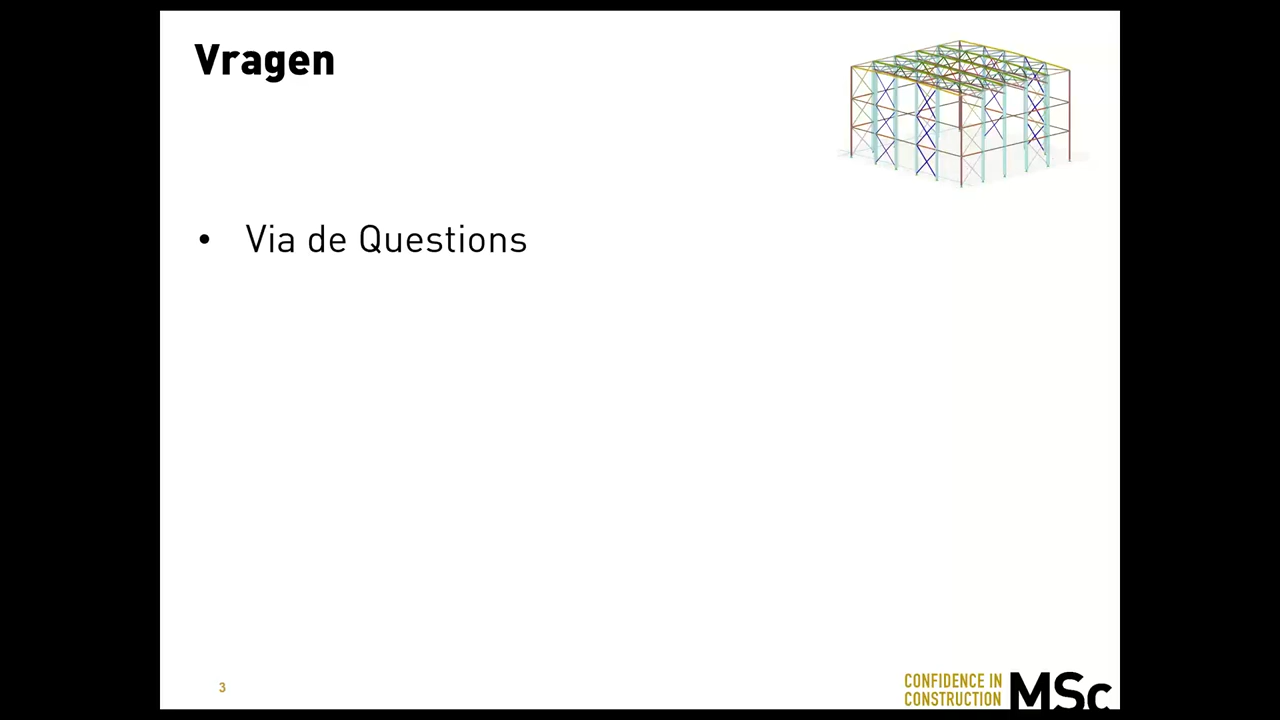 Vragen
• Via de Questions
3
CONFIDENCE IN
CONSTRUCTION
MSc